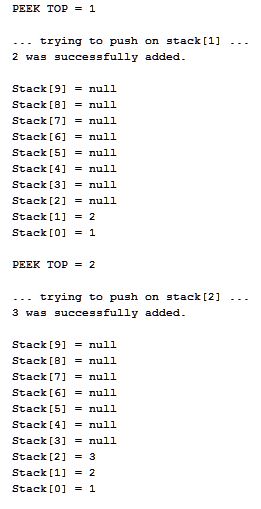 PEEK TOP = 1
... trying to push on stack[1] ...
2 was successfully added.
Stack[9] = null
Stack[8] = null
Stack[7] = null
Stack[6] = null
Stack[5] = null
Stack[4] = null
Stack[3] = null
Stack[2] = null
Stack[1] = 2
Stack[0] = 1
PEEK TOP = 2
... trying to push on stack[2] ...
3 was successfully added.
Stack[9] = null
Stack[8] = null
Stack[7] = null
Stack[6] = null
Stack[5] = null
Stack[4] = null
Stack[3] = null
Stack[2] = 3
Stack[1] = 2
Stack[0] = 1